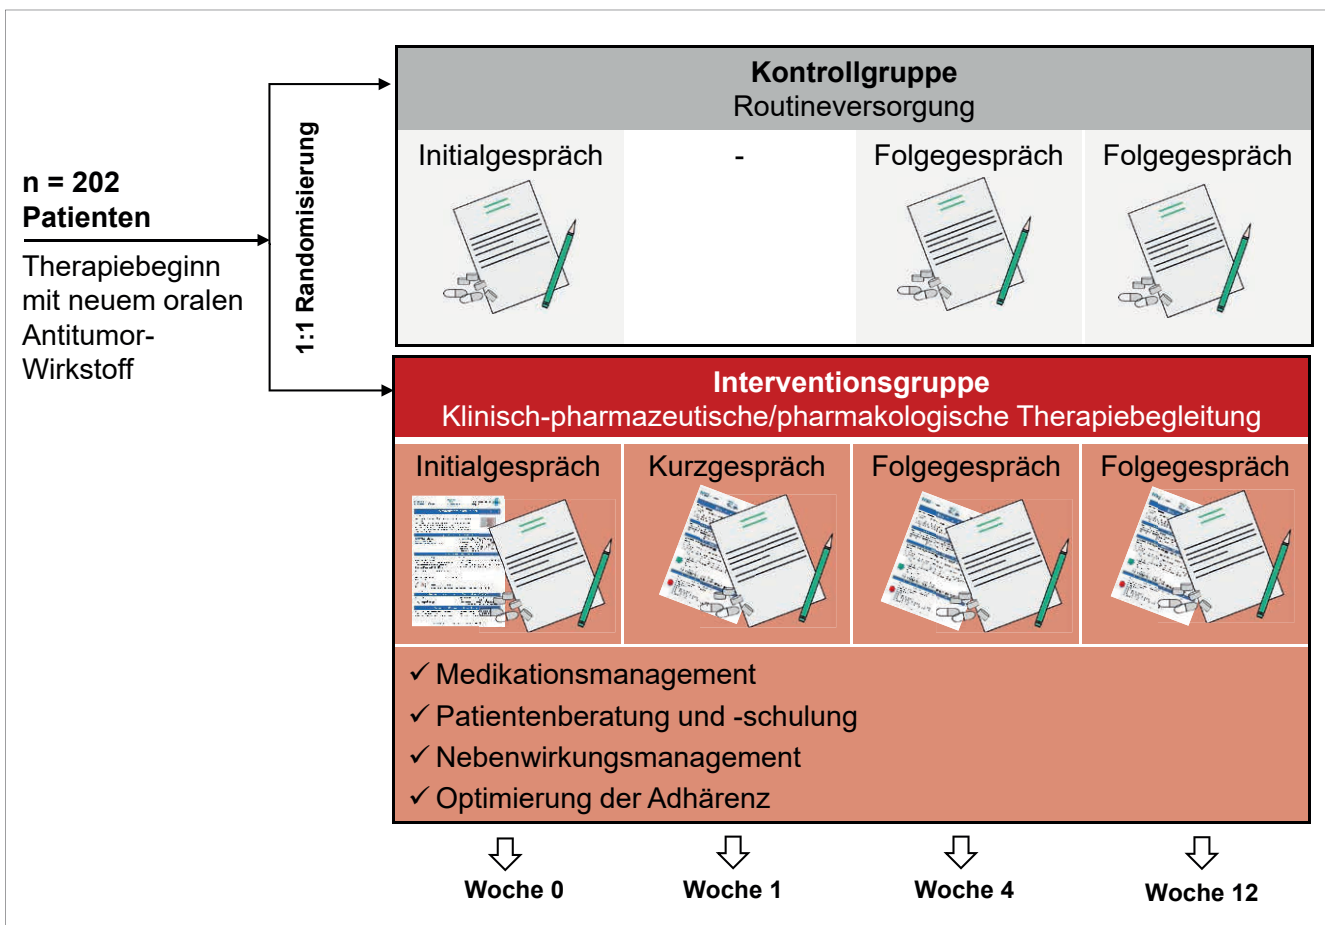 n = 202
Patienten
Therapiebeginn
mit neuem oralen
Antitumor-
Wirkstoff
1:1 Randomisierung
Kontrollgruppe
Routineversorgung
Initialgespräch
-
Folgegespräch
Folgegespräch
Interventionsgruppe
Klinisch-pharmazeutische/pharmakologische Therapiebegleitung
Initialgespräch
Kurzgespräch
Folgegespräch
Folgegespräch
✓ Medikationsmanagement
✓ Patientenberatung und -schulung
✓ Nebenwirkungsmanagement
✓ Optimierung der Adhärenz
Woche 0
Woche 1
Woche 4
Woche 12